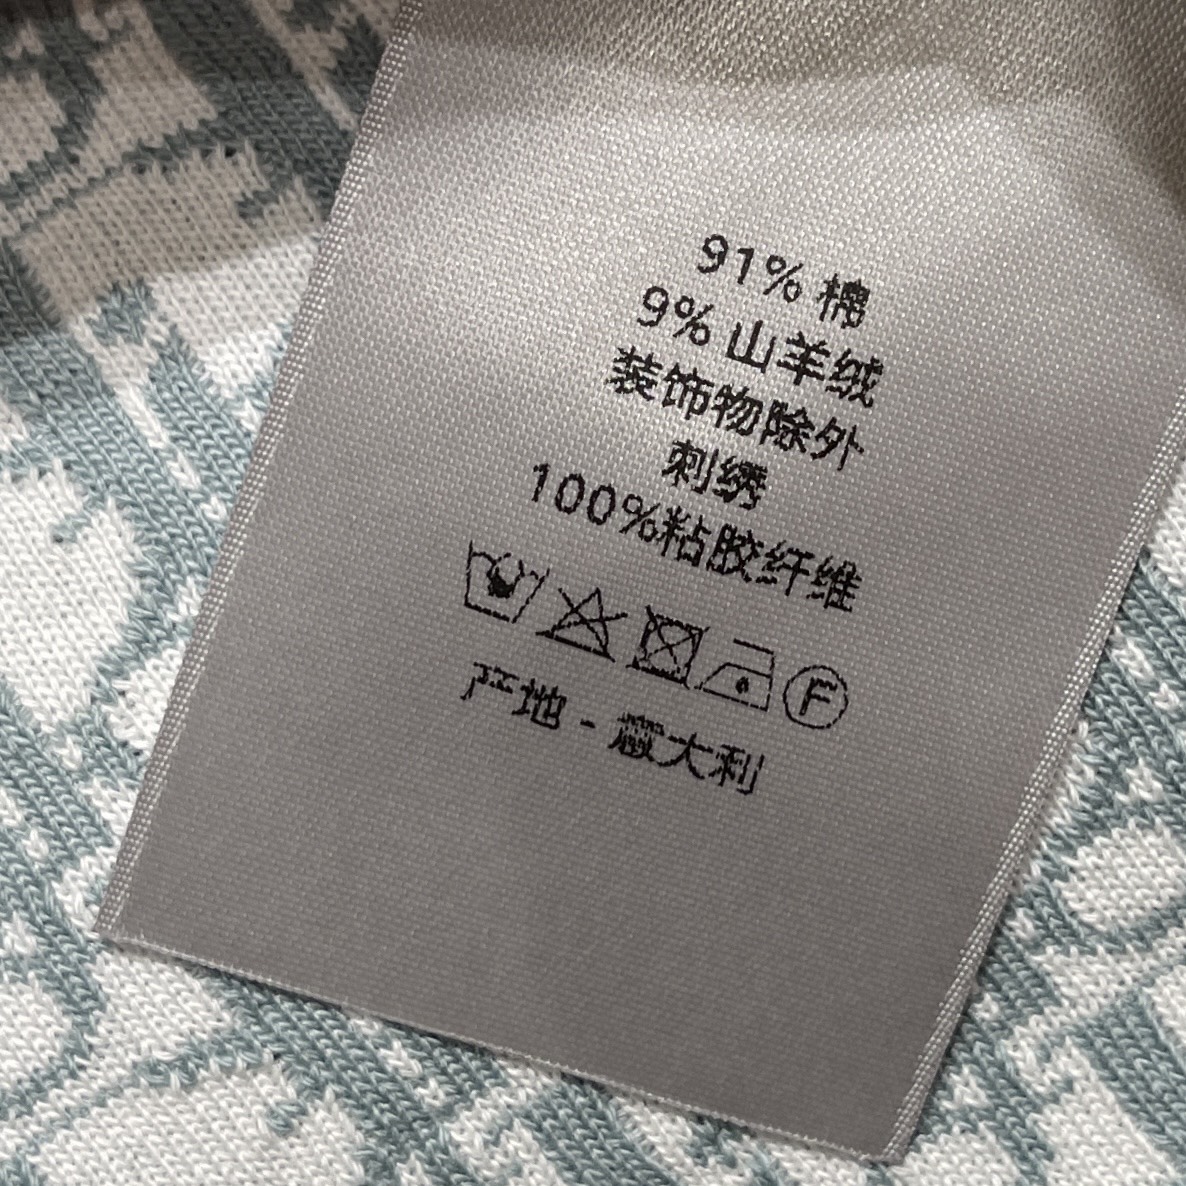 91% 棉
9% 山羊绒
装饰物除外
刺绣
100%粘胶纤维
F
产地 - 意大利